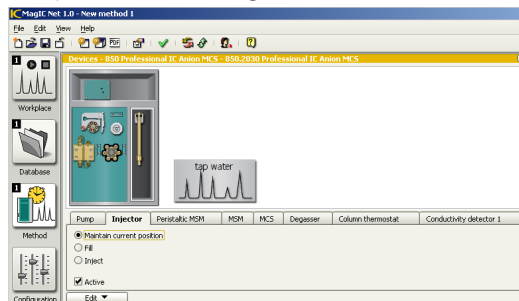 MagIC Net 1.0 - New method 1
File Edit View Help
PDF
Devices - 850 Professional IC Anion MCS - 850.2030 Professional IC Anion MCS
1
Workplace
1
Database
1
Method
Configuration
tap water
Pump Injector Peristaltic MSM MSM MCS Degasser Column thermostat Conductivity detector 1
Maintain current position
Fill
Inject
Active
Edit